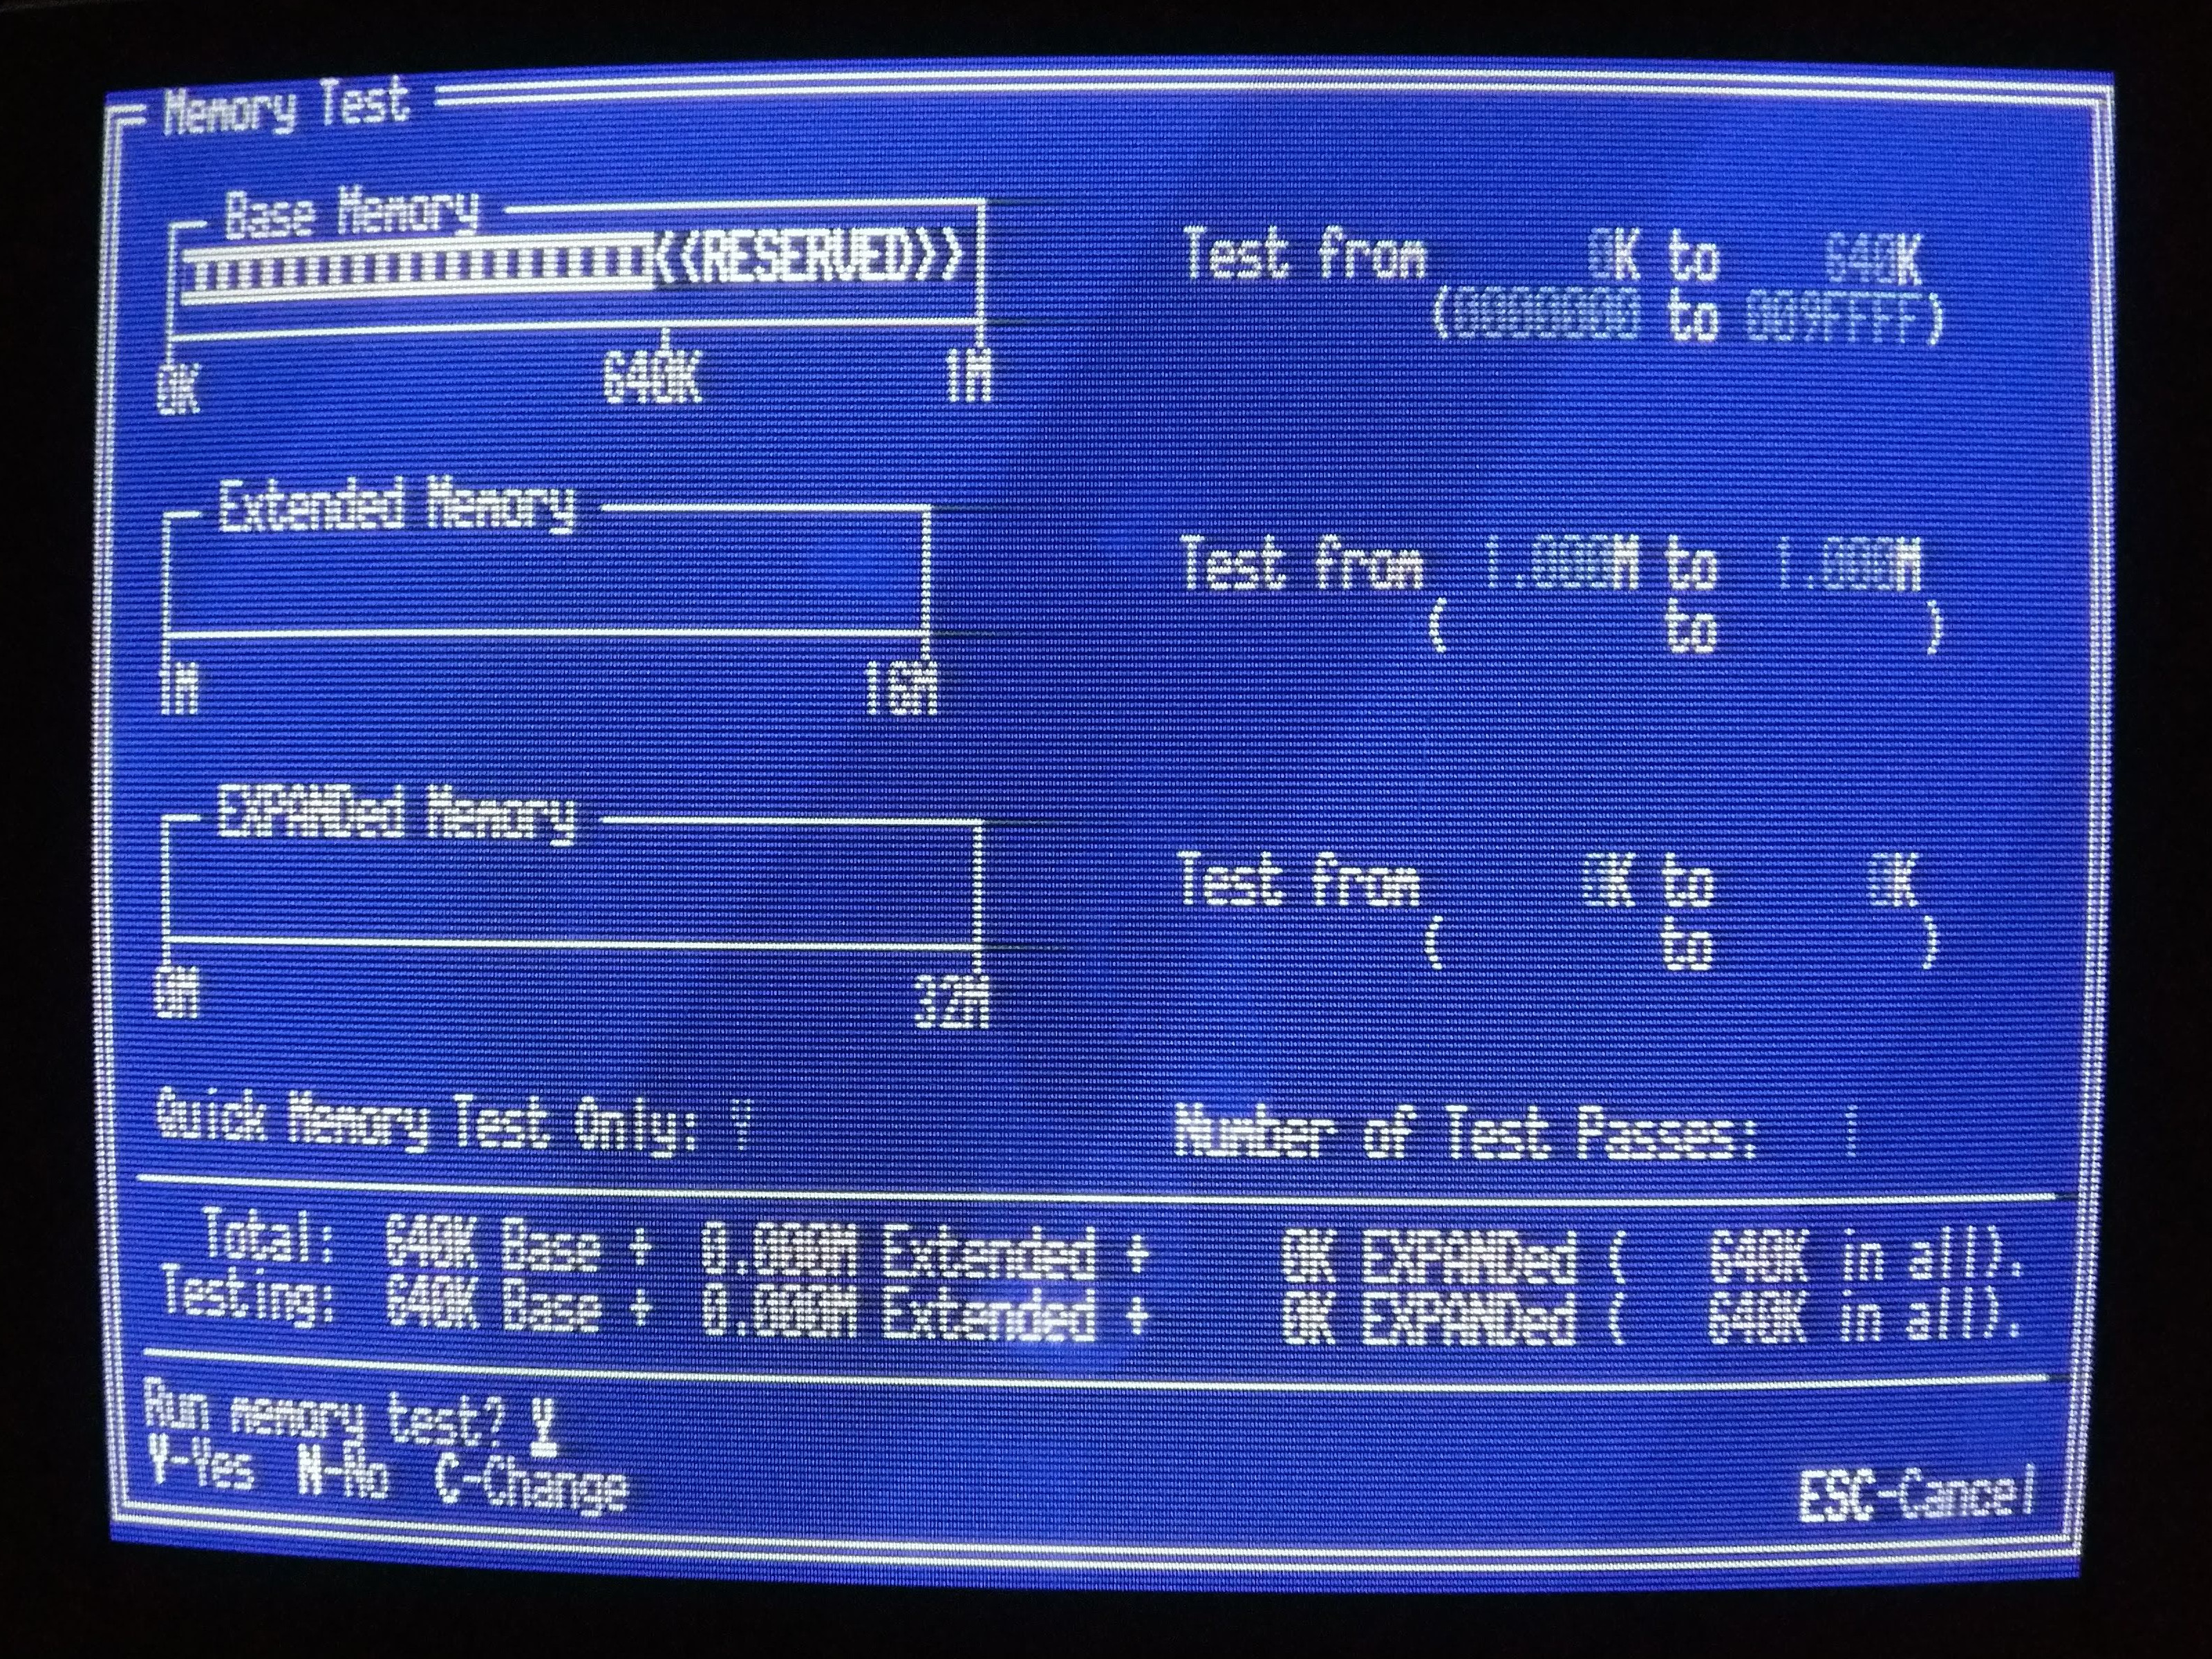 Memory Test
Base Memory
⟨⟨RESERVED⟩⟩
0K 640K 1M
Test from 0K to 640K
(0000000 to 009FFFF)
Extended Memory
1M 16M
Test from 1.000M to 1.000M
( to )
EXPANDed Memory
0M 32M
Test from 0K to 0K
( to )
Quick Memory Test Only: Y
Number of Test Passes: 1
Total: 640K Base + 0.000M Extended + 0K EXPANDed ( 640K in all).
Testing: 640K Base + 0.000M Extended + 0K EXPANDed ( 640K in all).
Run memory test? Y
Y-Yes N-No C-Change
ESC-Cancel